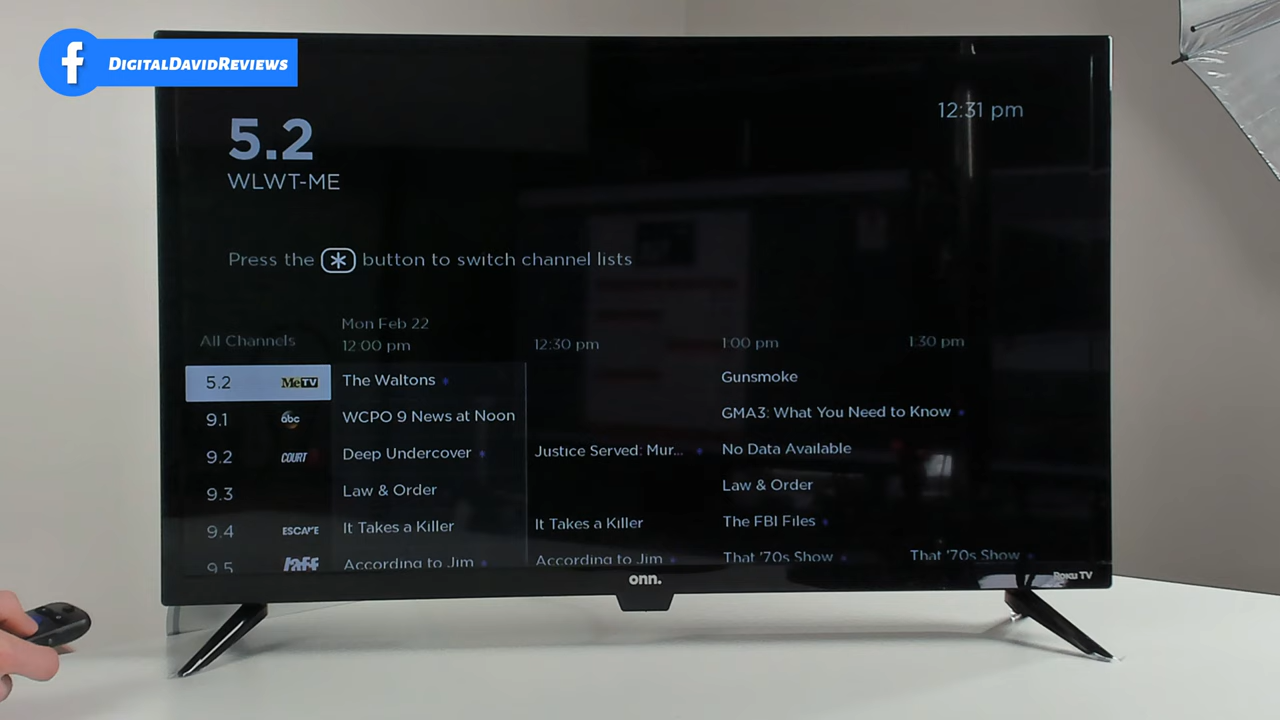 f DigitalDavidReviews
12:31 pm
5.2
WLWT-ME
Press the * button to switch channel lists
Mon Feb 22
All Channels 12:00 pm 12:30 pm 1:00 pm 1:30 pm
5.2 MeTV The Waltons Gunsmoke
9.1 abc WCPO 9 News at Noon GMA3: What You Need to Know
9.2 COURT Deep Undercover Justice Served: Mur... No Data Available
9.3 Law & Order Law & Order
9.4 ESCAPE It Takes a Killer It Takes a Killer The FBI Files
9.5 laff According to Jim According to Jim That '70s Show That '70s Show
onn.
Roku TV